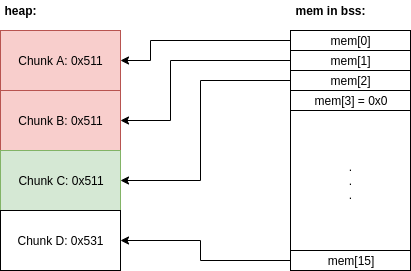 heap:
mem in bss:
Chunk A: 0x511
Chunk B: 0x511
Chunk C: 0x511
Chunk D: 0x531
mem[0]
mem[1]
mem[2]
mem[3] = 0x0
.
.
.
mem[15]